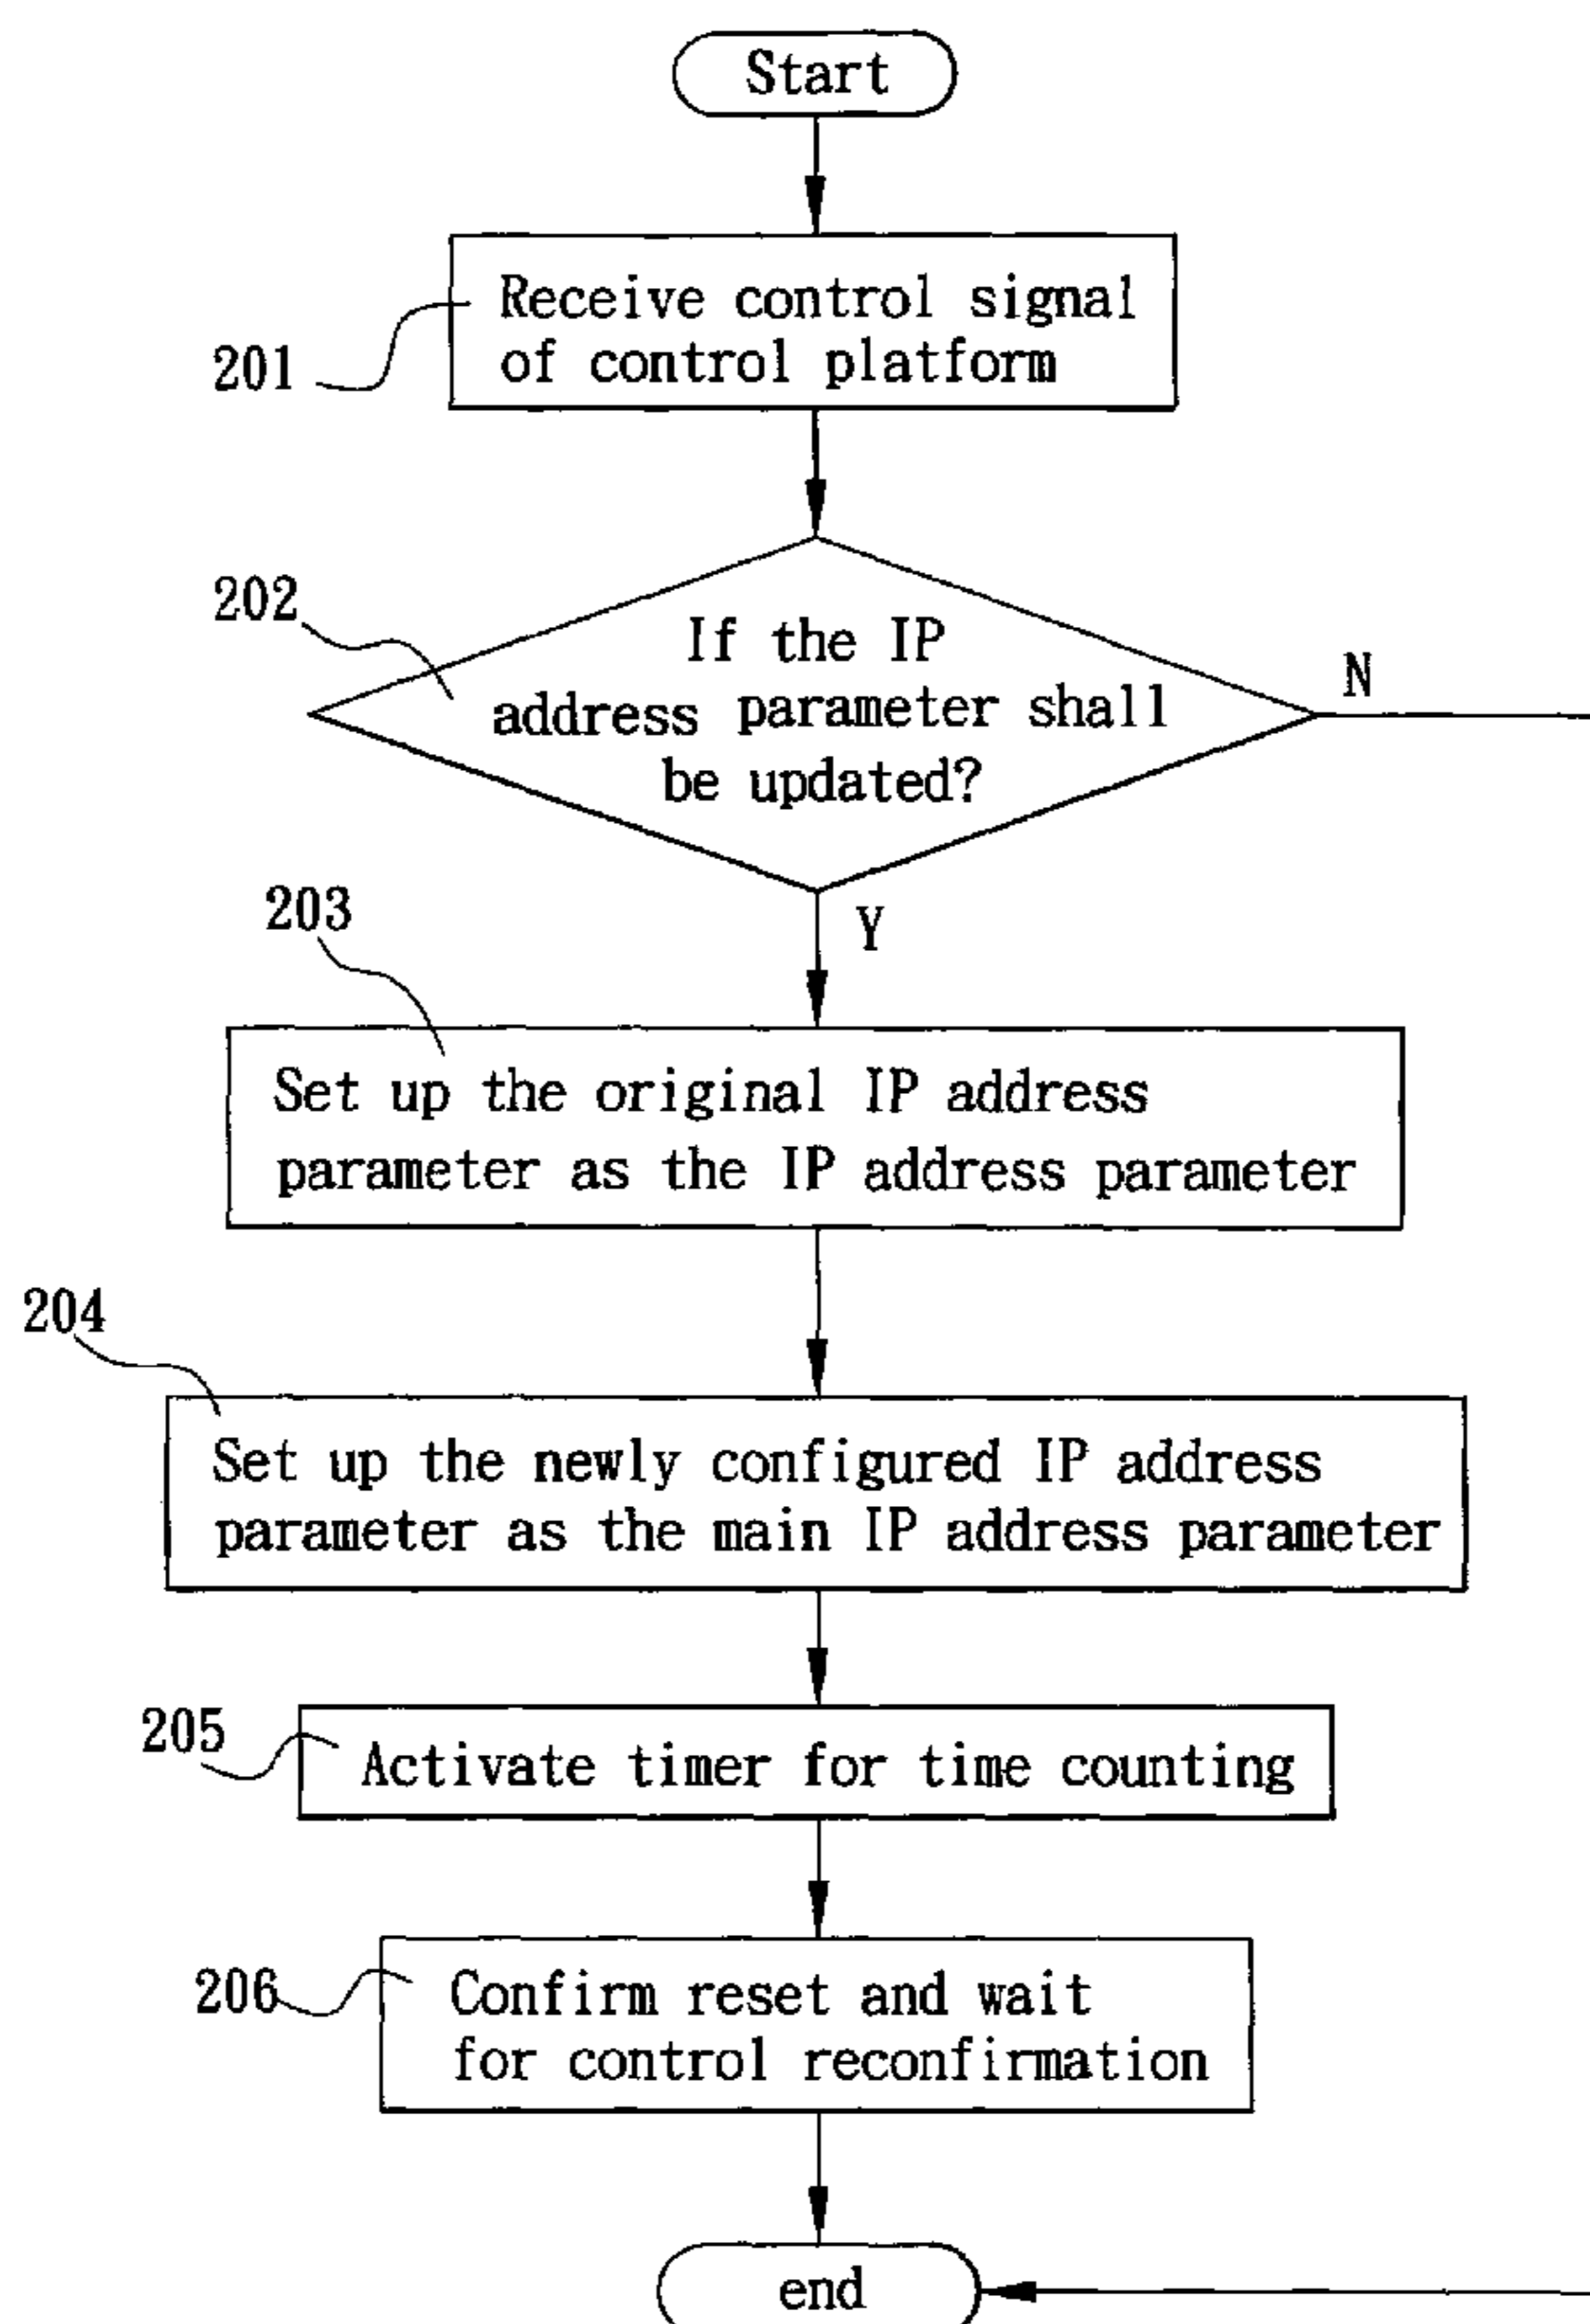 Start
201
Receive control signal
of control platform
202
If the IP
address parameter shall
be updated?
N
Y
203
Set up the original IP address
parameter as the IP address parameter
204
Set up the newly configured IP address
parameter as the main IP address parameter
205
Activate timer for time counting
206
Confirm reset and wait
for control reconfirmation
end